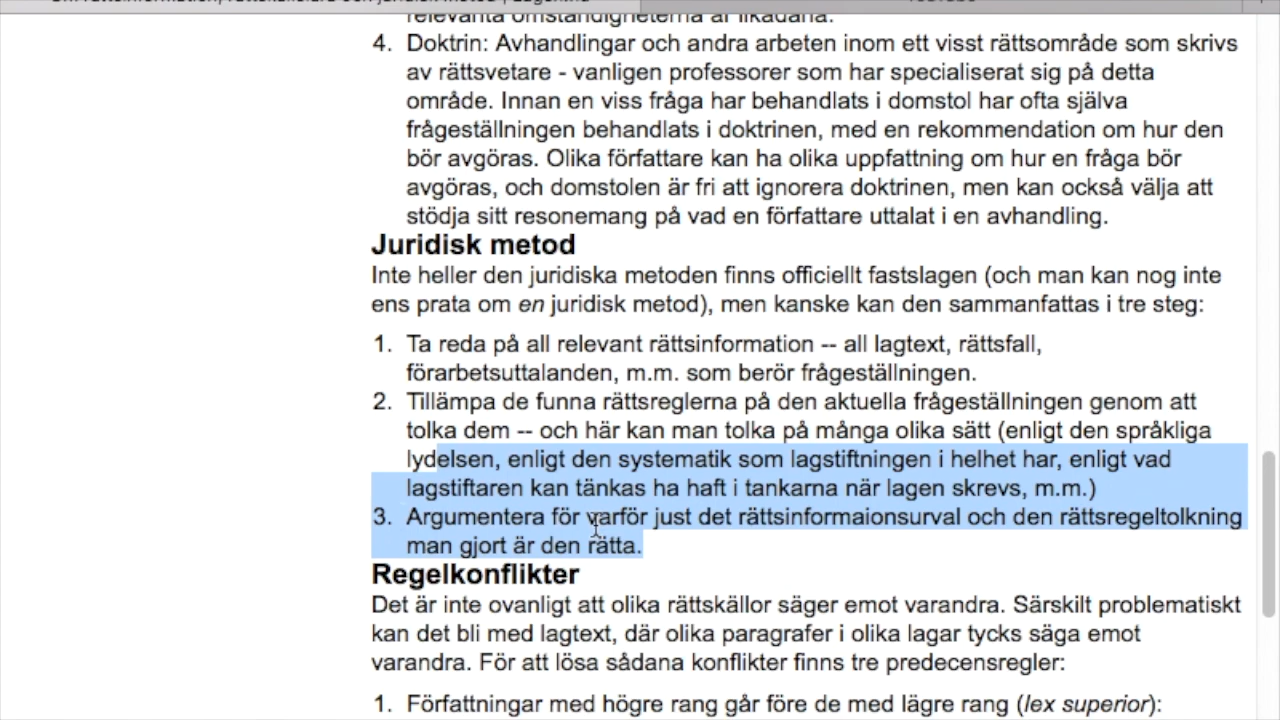 relevanta omständigheterna är likadana.
4. Doktrin: Avhandlingar och andra arbeten inom ett visst rättsområde som skrivs
av rättsvetare - vanligen professorer som har specialiserat sig på detta
område. Innan en viss fråga har behandlats i domstol har ofta själva
frågeställningen behandlats i doktrinen, med en rekommendation om hur den
bör avgöras. Olika författare kan ha olika uppfattning om hur en fråga bör
avgöras, och domstolen är fri att ignorera doktrinen, men kan också välja att
stödja sitt resonemang på vad en författare uttalat i en avhandling.
Juridisk metod
Inte heller den juridiska metoden finns officiellt fastslagen (och man kan nog inte
ens prata om en juridisk metod), men kanske kan den sammanfattas i tre steg:
1. Ta reda på all relevant rättsinformation -- all lagtext, rättsfall,
förarbetsuttalanden, m.m. som berör frågeställningen.
2. Tillämpa de funna rättsreglerna på den aktuella frågeställningen genom att
tolka dem -- och här kan man tolka på många olika sätt (enligt den språkliga
lydelsen, enligt den systematik som lagstiftningen i helhet har, enligt vad
lagstiftaren kan tänkas ha haft i tankarna när lagen skrevs, m.m.)
3. Argumentera för varför just det rättsinformaionsurval och den rättsregeltolkning
man gjort är den rätta.
Regelkonflikter
Det är inte ovanligt att olika rättskällor säger emot varandra. Särskilt problematiskt
kan det bli med lagtext, där olika paragrafer i olika lagar tycks säga emot
varandra. För att lösa sådana konflikter finns tre predecensregler:
1. Författningar med högre rang går före de med lägre rang (lex superior):